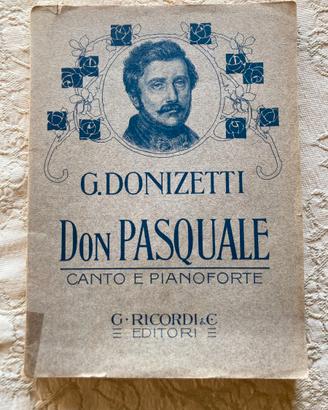 G. DONIZETTI
DON PASQUALE
CANTO E PIANOFORTE
G. RICORDI & C.
EDITORI